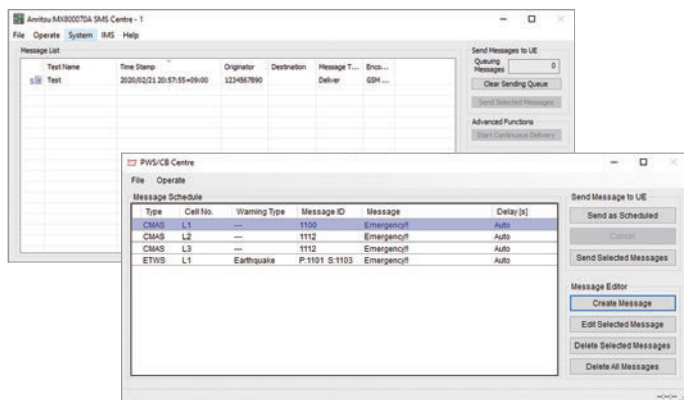 Anritsu MX800070A SMS Centre - 1
File Operate System IMS Help
Message List
Test Name Time Stamp Originator Destination Message T... Enco...
Test 2020/02/21 20:57:55+09:00 1234567890 Deliver GSM ...
Send Messages to UE
Queuing Messages 0
Clear Sending Queue
Send Selected Messages
Advanced Functions
Start Continuous Delivery
PWS/CB Centre
File Operate
Message Schedule
Type Cell No. Warning Type Message ID Message Delay [s]
CMAS L1 --- 1100 Emergency!! Auto
CMAS L2 --- 1112 Emergency!! Auto
CMAS L3 --- 1112 Emergency!! Auto
ETWS L1 Earthquake P:1101 S:1103 Emergency!! Auto
Send Message to UE
Send as Scheduled
Cancel
Send Selected Messages
Message Editor
Create Message
Edit Selected Message
Delete Selected Messages
Delete All Messages
--:--:--